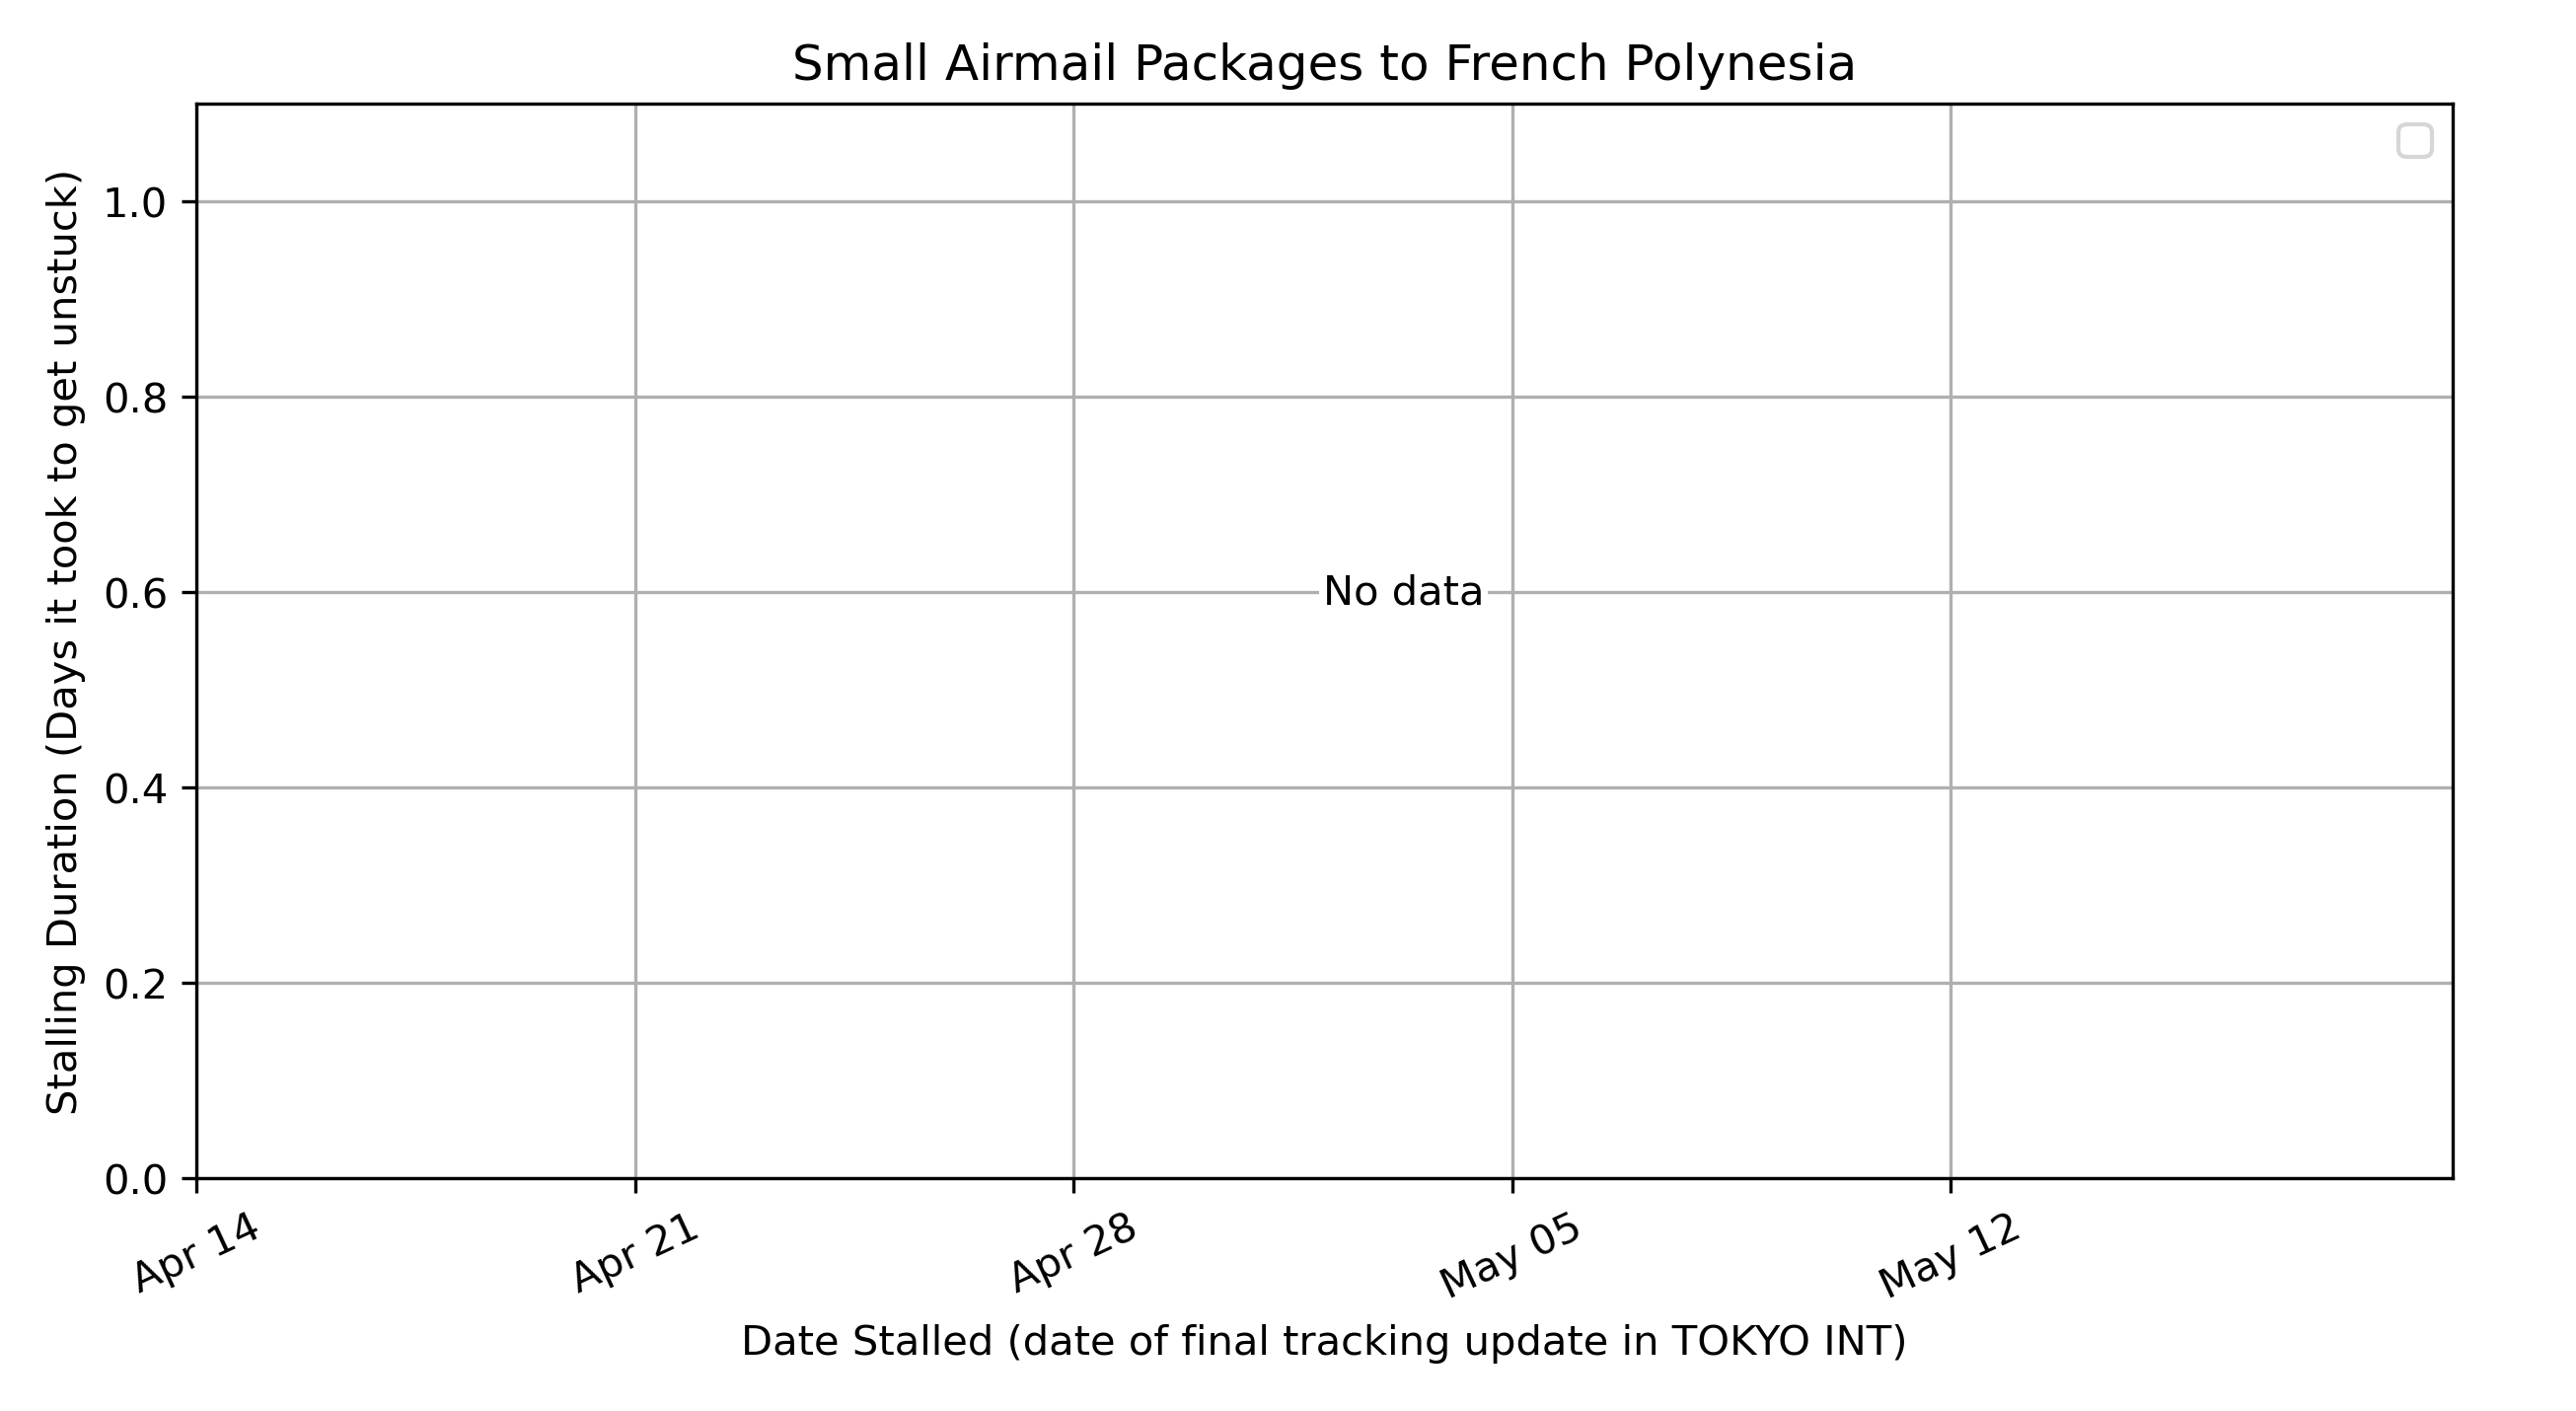 Small Airmail Packages to French Polynesia
Stalling Duration (Days it took to get unstuck)
1.0
0.8
0.6
0.4
0.2
0.0
No data
Apr 14
Apr 21
Apr 28
May 05
May 12
Date Stalled (date of final tracking update in TOKYO INT)